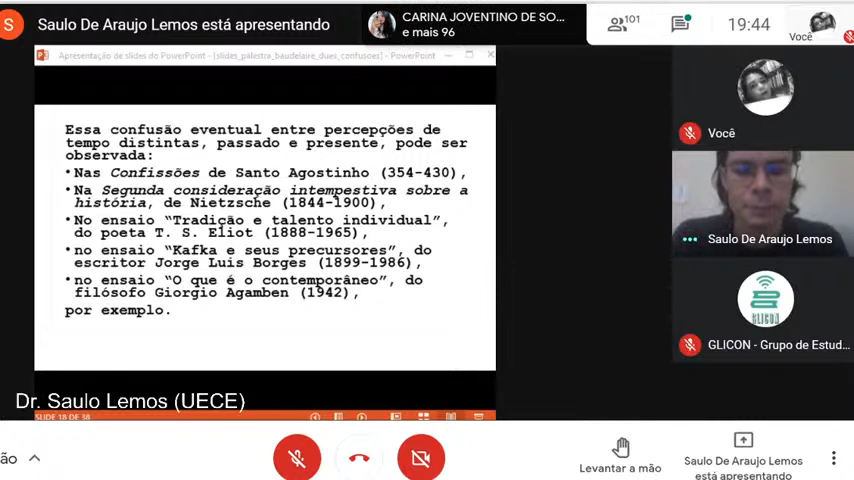 S
Saulo De Araujo Lemos está apresentando
CARINA JOVENTINO DE SO...
e mais 96
101
19:44
Você
Apresentação de slides do PowerPoint - [slides_palestra_baudelaire_duas_confusoes] - PowerPoint
Essa confusão eventual entre percepções de
tempo distintas, passado e presente, pode ser
observada:
•Nas Confissões de Santo Agostinho (354-430),
•Na Segunda consideração intempestiva sobre a
história, de Nietzsche (1844-1900),
•No ensaio “Tradição e talento individual”,
do poeta T. S. Eliot (1888-1965),
•no ensaio “Kafka e seus precursores”, do
escritor Jorge Luis Borges (1899-1986),
•no ensaio “O que é o contemporâneo”, do
filósofo Giorgio Agamben (1942),
por exemplo.
Você
Saulo De Araujo Lemos
GLICON
GLICON - Grupo de Estud...
Dr. Saulo Lemos (UECE)
SLIDE 18 DE 38
ão
Levantar a mão
Saulo De Araujo Lemos
está apresentando